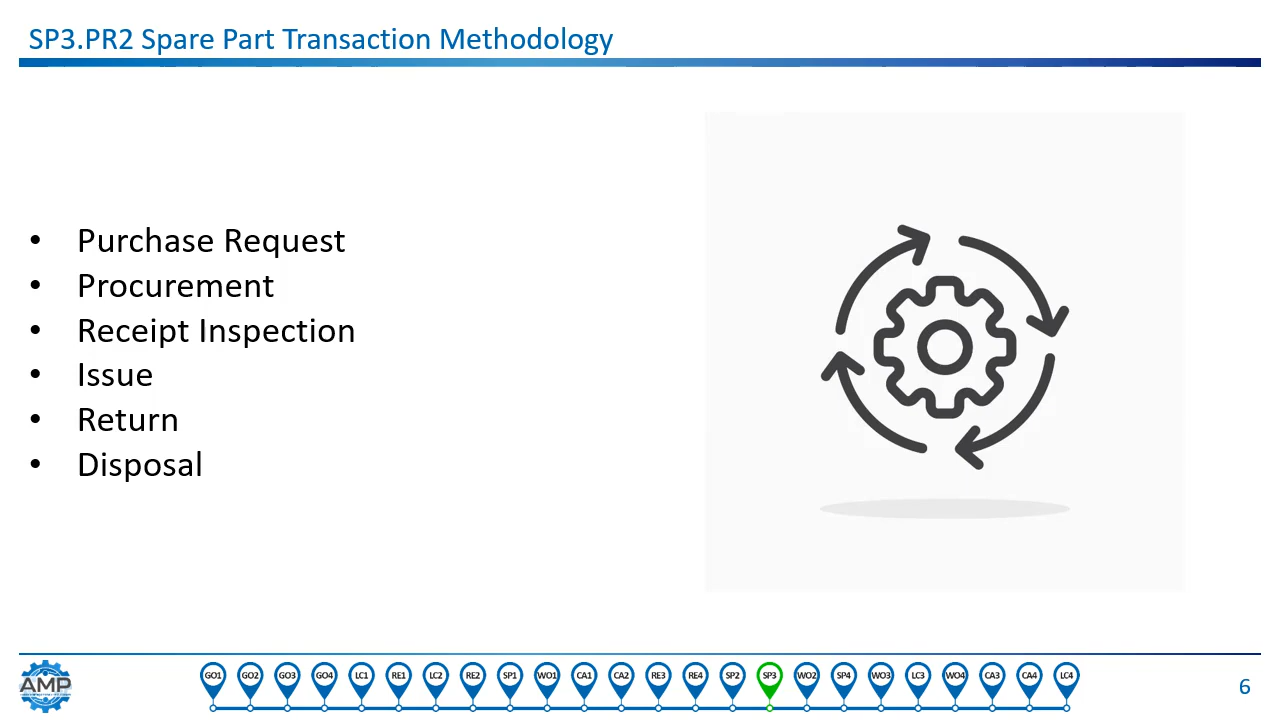 SP3.PR2 Spare Part Transaction Methodology
• Purchase Request
• Procurement
• Receipt Inspection
• Issue
• Return
• Disposal
AMP
GO1 GO2 GO3 GO4 LC1 RE1 LC2 RE2 SP1 WO1 CA1 CA2 RE3 RE4 SP2 SP3 WO2 SP4 WO3 LC3 WO4 CA3 CA4 LC4
6